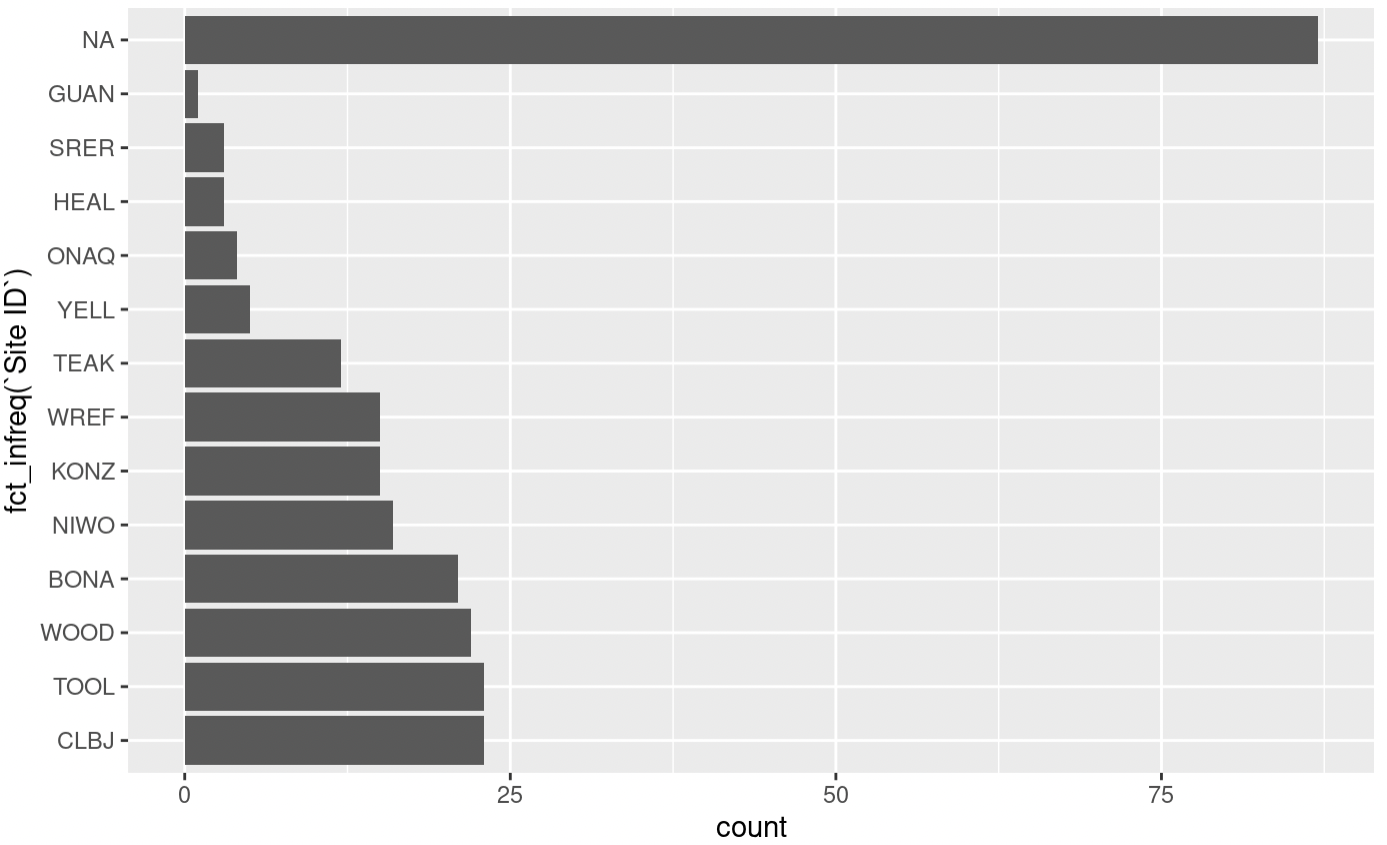 NA
GUAN
SRER
HEAL
ONAQ
YELL
TEAK
WREF
KONZ
NIWO
BONA
WOOD
TOOL
CLBJ
fct_infreq(`Site ID`)
0 25 50 75
count